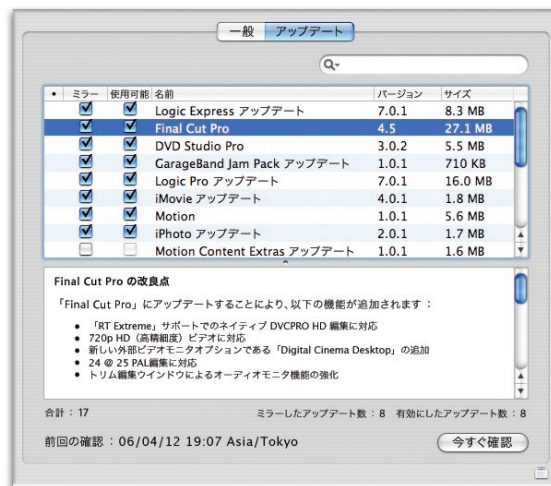 一般 アップデート
• ミラー 使用可能 名前 バージョン サイズ
Logic Express アップデート 7.0.1 8.3 MB
Final Cut Pro 4.5 27.1 MB
DVD Studio Pro 3.0.2 5.5 MB
GarageBand Jam Pack アップデート 1.0.1 710 KB
Logic Pro アップデート 7.0.1 16.0 MB
iMovie アップデート 4.0.1 1.8 MB
Motion 1.0.1 5.6 MB
iPhoto アップデート 2.0.1 1.7 MB
Motion Content Extras アップデート 1.0.1 1.6 MB
Final Cut Pro の改良点
「Final Cut Pro」にアップデートすることにより、以下の機能が追加されます：
• 「RT Extreme」サポートでのネイティブ DVCPRO HD 編集に対応
• 720p HD（高精細度）ビデオに対応
• 新しい外部ビデオモニタオプションである「Digital Cinema Desktop」の追加
• 24 @ 25 PAL編集に対応
• トリム編集ウインドウによるオーディオモニタ機能の強化
合計：17 ミラーしたアップデート数：8 有効にしたアップデート数：8
前回の確認：06/04/12 19:07 Asia/Tokyo 今すぐ確認